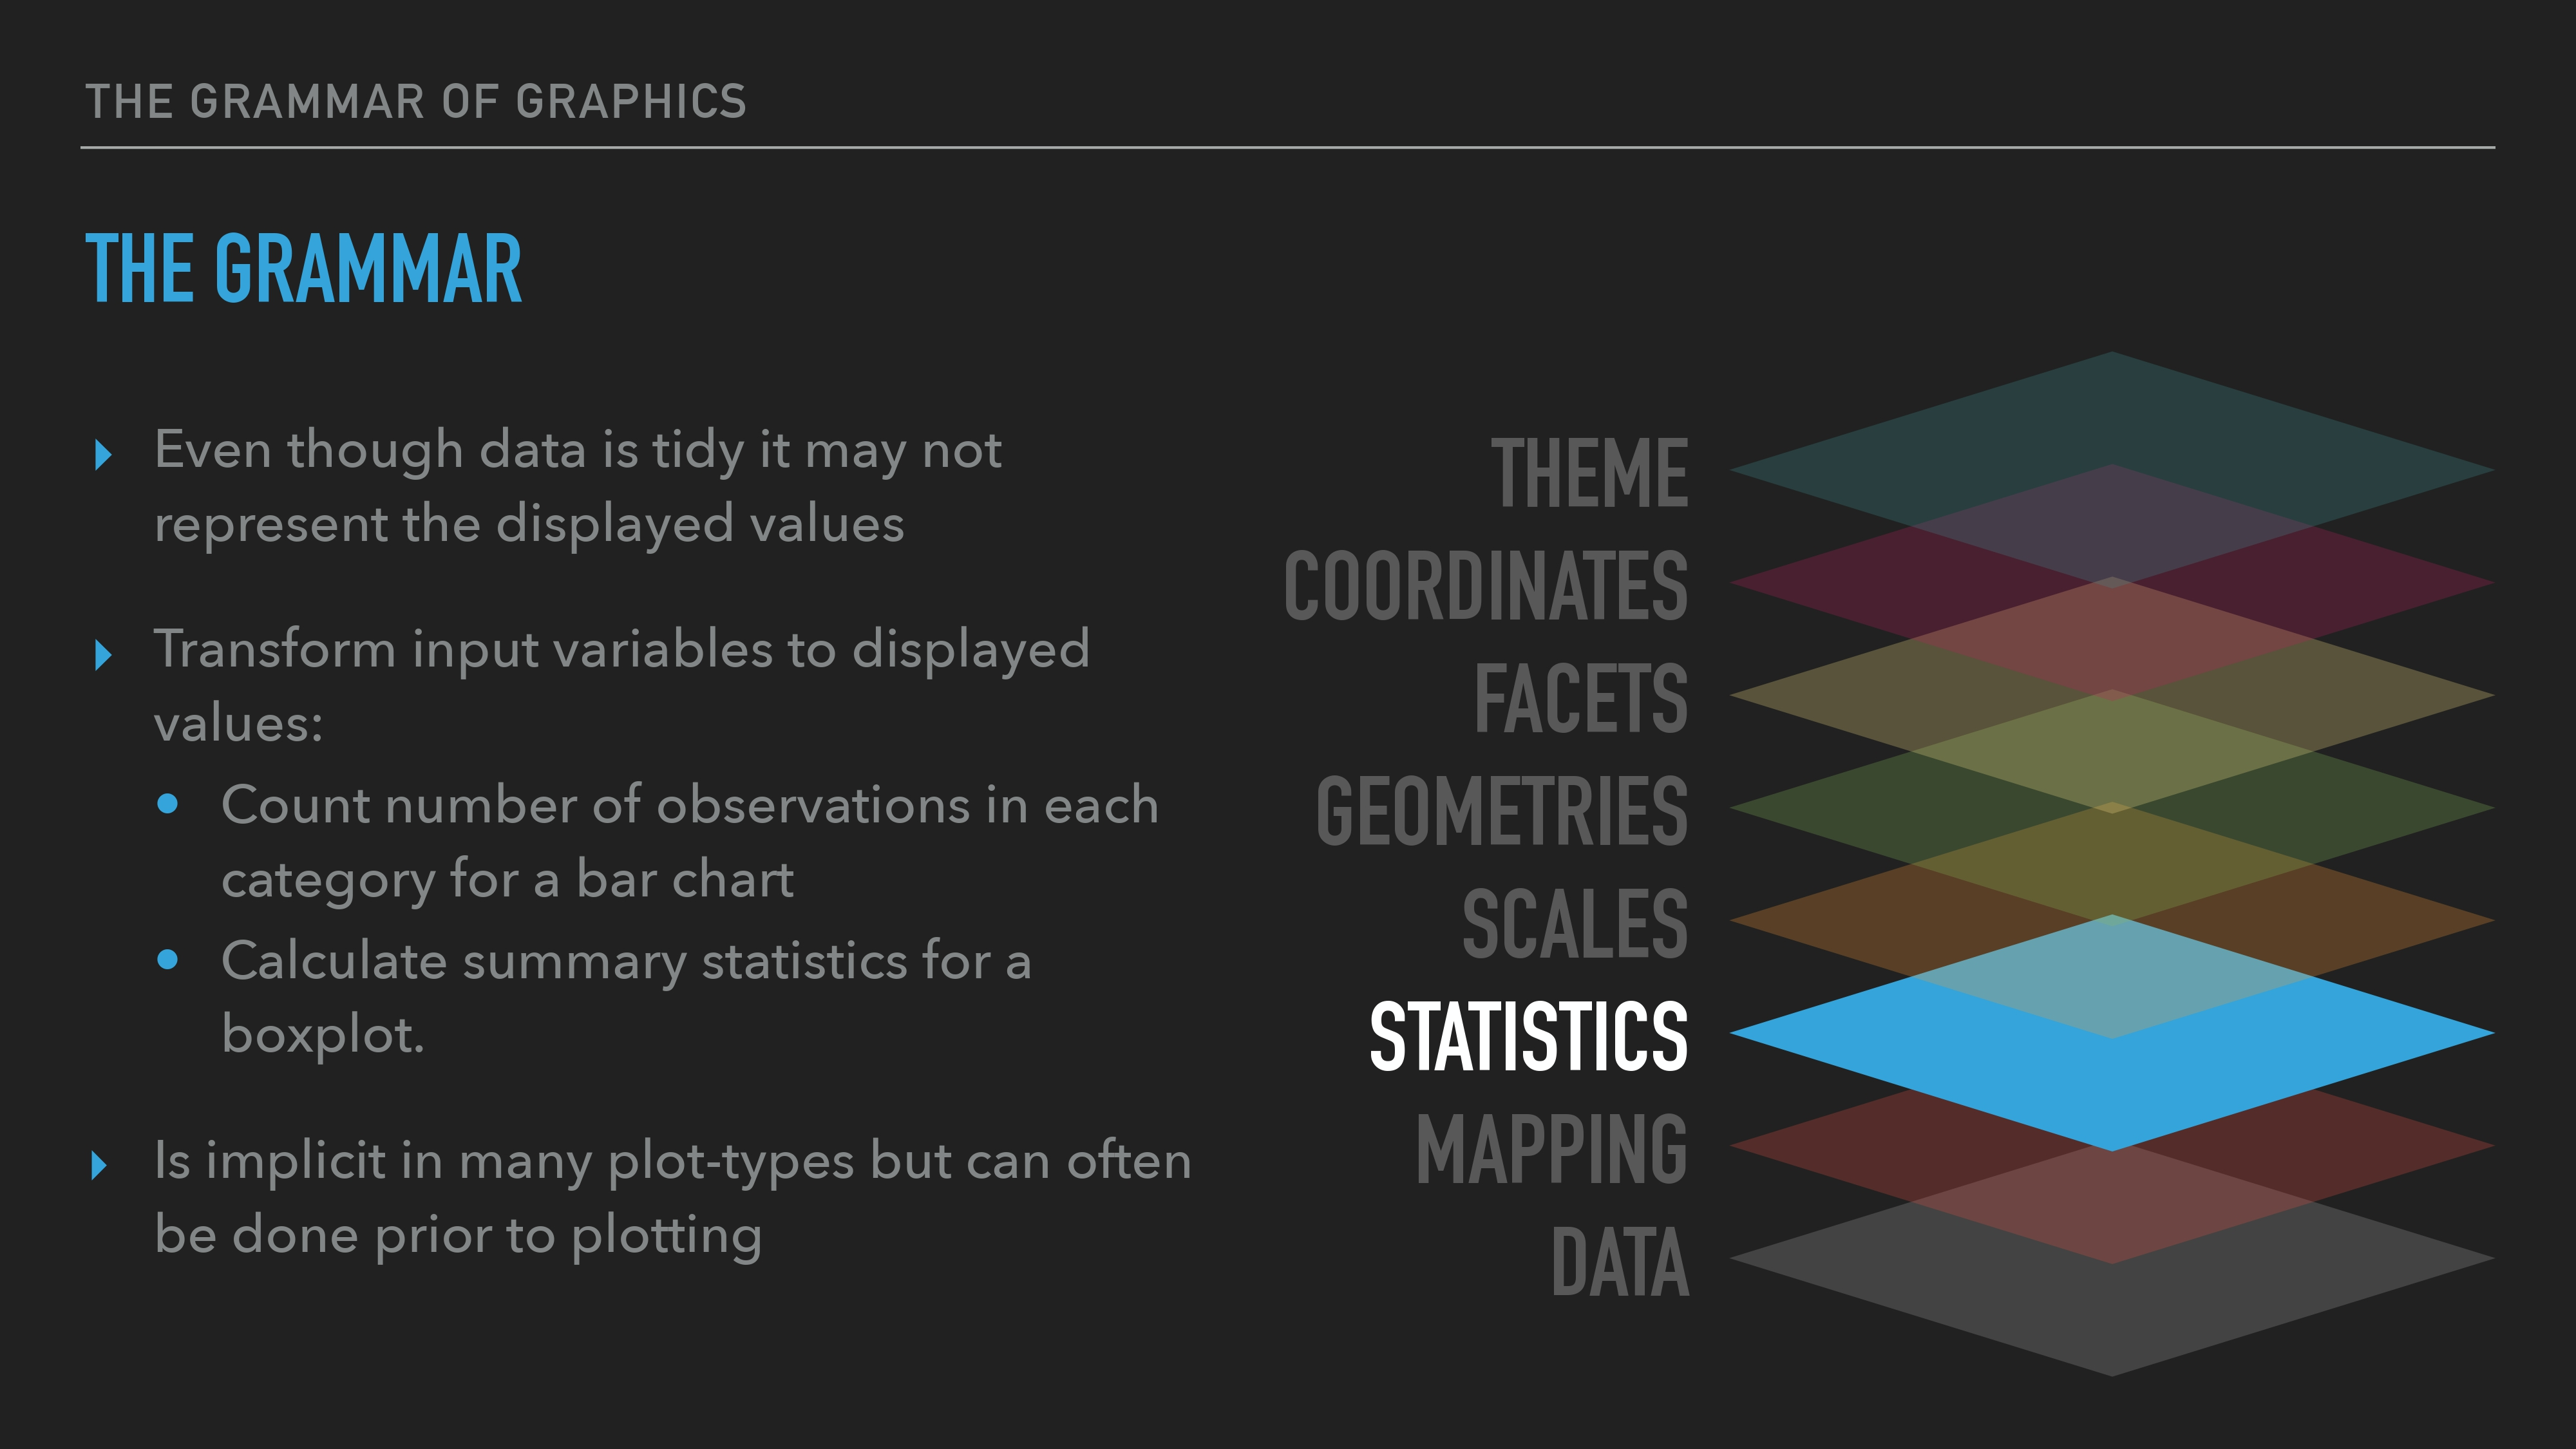 THE GRAMMAR OF GRAPHICS
THE GRAMMAR
Even though data is tidy it may not
represent the displayed values
Transform input variables to displayed
values:
Count number of observations in each
category for a bar chart
Calculate summary statistics for a
boxplot.
Is implicit in many plot-types but can often
be done prior to plotting
THEME
COORDINATES
FACETS
GEOMETRIES
SCALES
STATISTICS
MAPPING
DATA